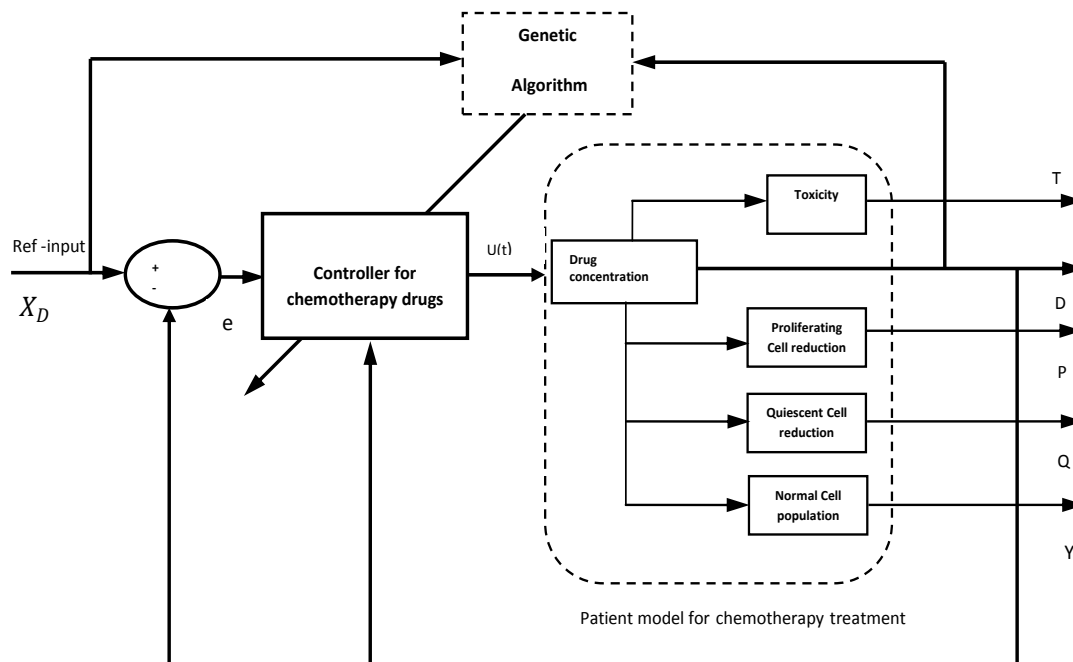 Genetic
Algorithm
Toxicity
T
Ref -input
+
-
X_D
e
Controller for
chemotherapy drugs
U(t)
Drug
concentration
D
Proliferating
Cell reduction
P
Quiescent Cell
reduction
Q
Normal Cell
population
Y
Patient model for chemotherapy treatment